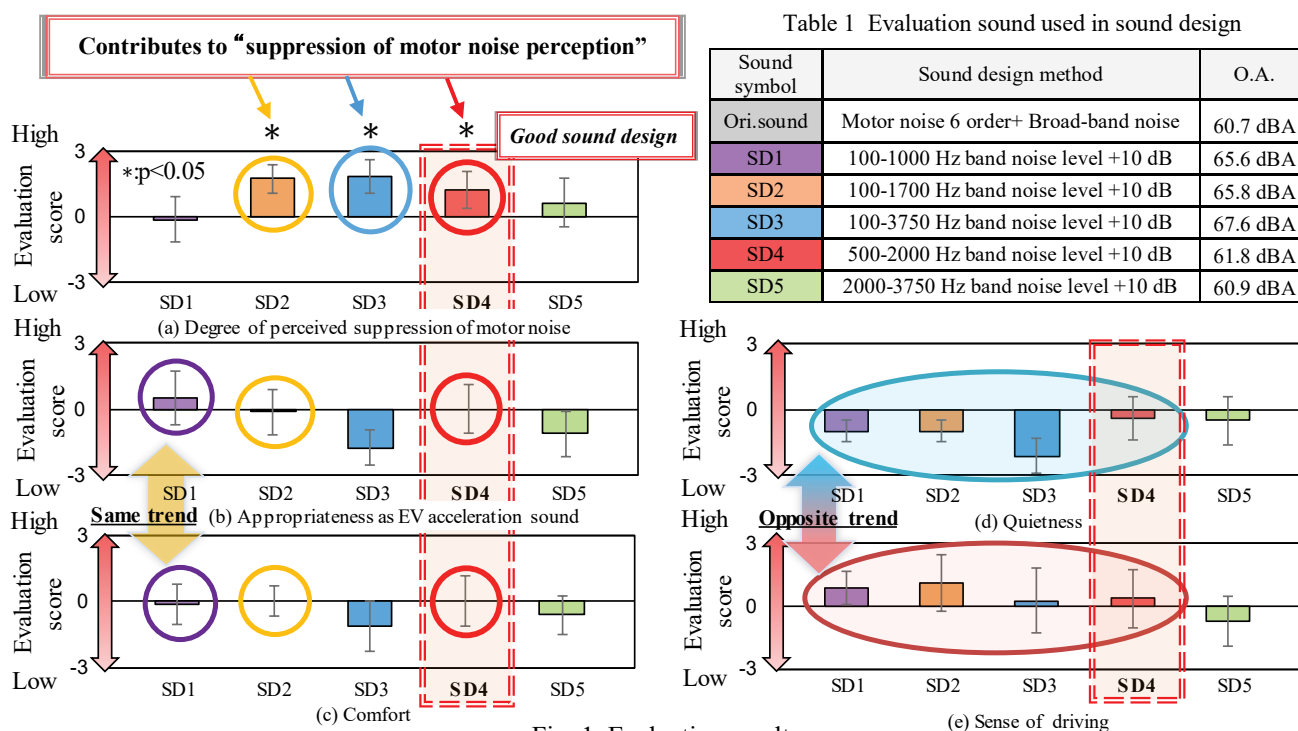 Contributes to “suppression of motor noise perception”
Good sound design
* * *
High
3
*:p<0.05
0
-3
Low
Evaluation
score
SD1 SD2 SD3 SD4 SD5
(a) Degree of perceived suppression of motor noise
High
3
0
-3
Low
Evaluation
score
SD1 SD2 SD3 SD4 SD5
Same trend
(b) Appropriateness as EV acceleration sound
High
3
0
-3
Low
Evaluation
score
SD1 SD2 SD3 SD4 SD5
(c) Comfort
Table 1 Evaluation sound used in sound design
Sound
symbol
Sound design method
O.A.
Ori.sound Motor noise 6 order+ Broad-band noise 60.7 dBA
SD1 100-1000 Hz band noise level +10 dB 65.6 dBA
SD2 100-1700 Hz band noise level +10 dB 65.8 dBA
SD3 100-3750 Hz band noise level +10 dB 67.6 dBA
SD4 500-2000 Hz band noise level +10 dB 61.8 dBA
SD5 2000-3750 Hz band noise level +10 dB 60.9 dBA
High
3
0
-3
Low
Evaluation
score
SD1 SD2 SD3 SD4 SD5
Opposite trend
(d) Quietness
High
3
0
-3
Low
Evaluation
score
SD1 SD2 SD3 SD4 SD5
(e) Sense of driving